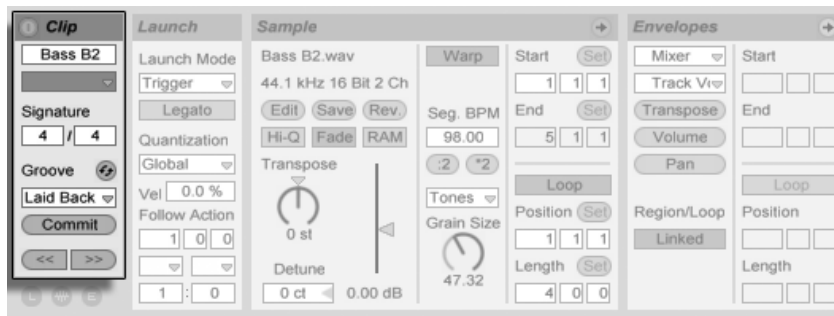 Clip
Bass B2
Signature
4 / 4
Groove
Laid Back
Commit
<< >>
L E
Launch
Launch Mode
Trigger
Legato
Quantization
Global
Vel 0.0 %
Follow Action
1 0 0
1 : 0
Sample
Bass B2.wav
44.1 kHz 16 Bit 2 Ch
Edit Save Rev.
Hi-Q Fade RAM
Transpose
0 st
Detune
0 ct 0.00 dB
Warp
Seg. BPM
98.00
:2 *2
Tones
Grain Size
47.32
Start Set
1 1 1
End Set
5 1 1
Loop
Position Set
1 1 1
Length Set
4 0 0
Envelopes
Mixer
Transpose
Volume
Pan
Region/Loop
Linked
Start
End
Loop
Position
Length